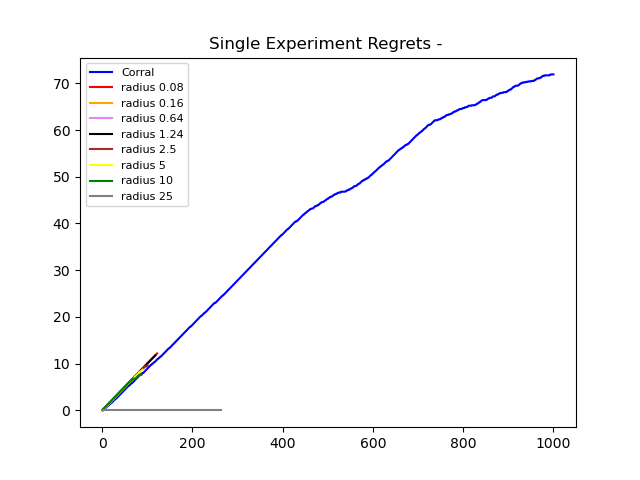 Single Experiment Regrets -
Corral
radius 0.08
radius 0.16
radius 0.64
radius 1.24
radius 2.5
radius 5
radius 10
radius 25
70
60
50
40
30
20
10
0
0 200 400 600 800 1000